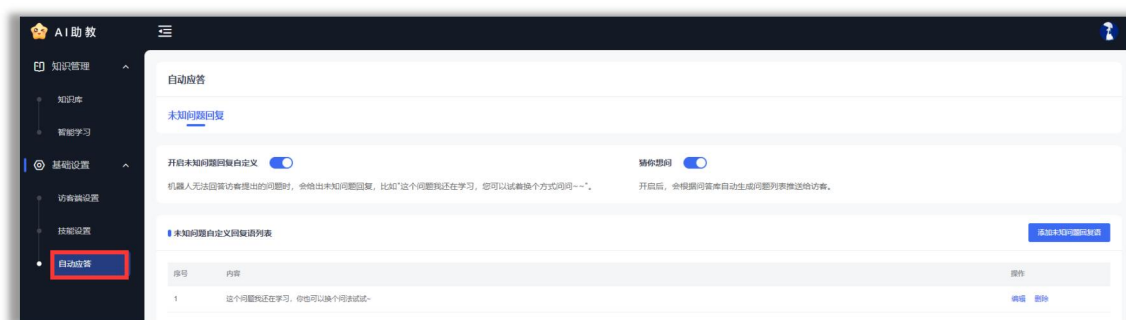 AI助教
知识管理
知识库
智能学习
基础设置
访客端设置
技能设置
自动应答
自动应答
未知问题回复
开启未知问题回复自定义
机器人无法回答访客提出的问题时，会给出未知问题回复，比如"这个问题我还在学习，您可以试着换个方式问问~~"。
猜你想问
开启后，会根据问答库自动生成问题列表推送给访客。
未知问题自定义回复语列表
添加未知问题回复语
序号 内容 操作
1 这个问题我还在学习，你也可以换个问法试试~ 编辑 删除